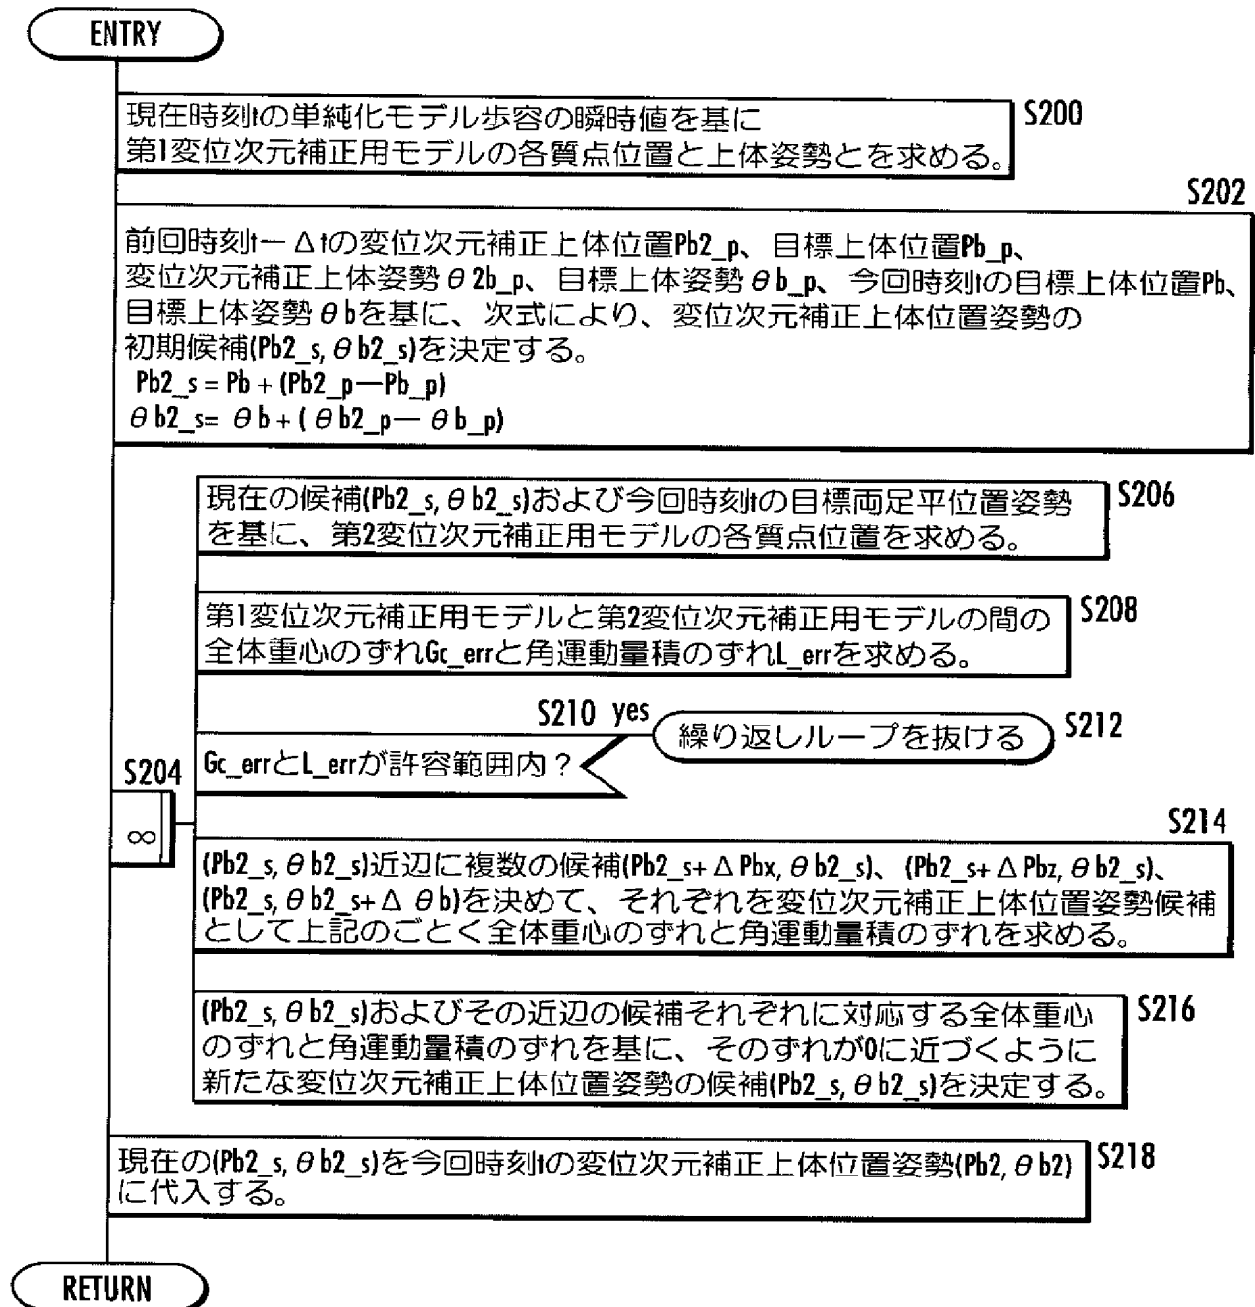 ENTRY
現在時刻tの単純化モデル歩容の瞬時値を基に
第1変位次元補正用モデルの各質点位置と上体姿勢とを求める。
S200
S202
前回時刻t－Δtの変位次元補正上体位置Pb2_p、目標上体位置Pb_p、
変位次元補正上体姿勢θ2b_p、目標上体姿勢θb_p、今回時刻tの目標上体位置Pb、
目標上体姿勢θbを基に、次式により、変位次元補正上体位置姿勢の
初期候補(Pb2_s,θb2_s)を決定する。
Pb2_s = Pb + (Pb2_p－Pb_p)
θb2_s= θb + ( θb2_p－ θb_p)
現在の候補(Pb2_s,θb2_s)および今回時刻tの目標両足平位置姿勢
を基に、第2変位次元補正用モデルの各質点位置を求める。
S206
第1変位次元補正用モデルと第2変位次元補正用モデルの間の
全体重心のずれGc_errと角運動量積のずれL_errを求める。
S208
S210 yes
繰り返しループを抜ける
S212
Gc_errとL_errが許容範囲内？
S204
∞
S214
(Pb2_s,θb2_s)近辺に複数の候補(Pb2_s+ΔPbx,θb2_s)、(Pb2_s+ΔPbz,θb2_s)、
(Pb2_s,θb2_s+Δ θb)を決めて、それぞれを変位次元補正上体位置姿勢候補
として上記のごとく全体重心のずれと角運動量積のずれを求める。
(Pb2_s,θb2_s)およびその近辺の候補それぞれに対応する全体重心
のずれと角運動量積のずれを基に、そのずれが0に近づくように
新たな変位次元補正上体位置姿勢の候補(Pb2_s,θb2_s)を決定する。
S216
現在の(Pb2_s,θb2_s)を今回時刻tの変位次元補正上体位置姿勢(Pb2,θb2)
に代入する。
S218
RETURN